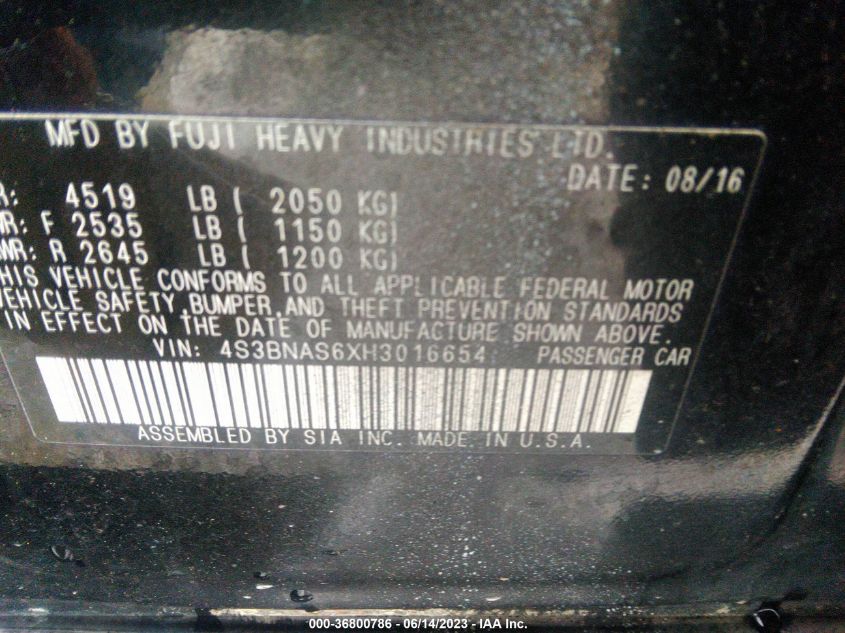 MFD BY FUJI HEAVY INDUSTRIES LTD.
DATE: 08/16
R: 4519 LB ( 2050 KG)
WR: F 2535 LB ( 1150 KG)
WR: R 2645 LB ( 1200 KG)
HIS VEHICLE CONFORMS TO ALL APPLICABLE FEDERAL MOTOR
VEHICLE SAFETY,BUMPER,AND THEFT PREVENTION STANDARDS
IN EFFECT ON THE DATE OF MANUFACTURE SHOWN ABOVE.
VIN: 4S3BNAS6XH3016654 PASSENGER CAR
ASSEMBLED BY SIA INC. MADE IN U.S.A.
000-36800786 - 06/14/2023 - IAA Inc.